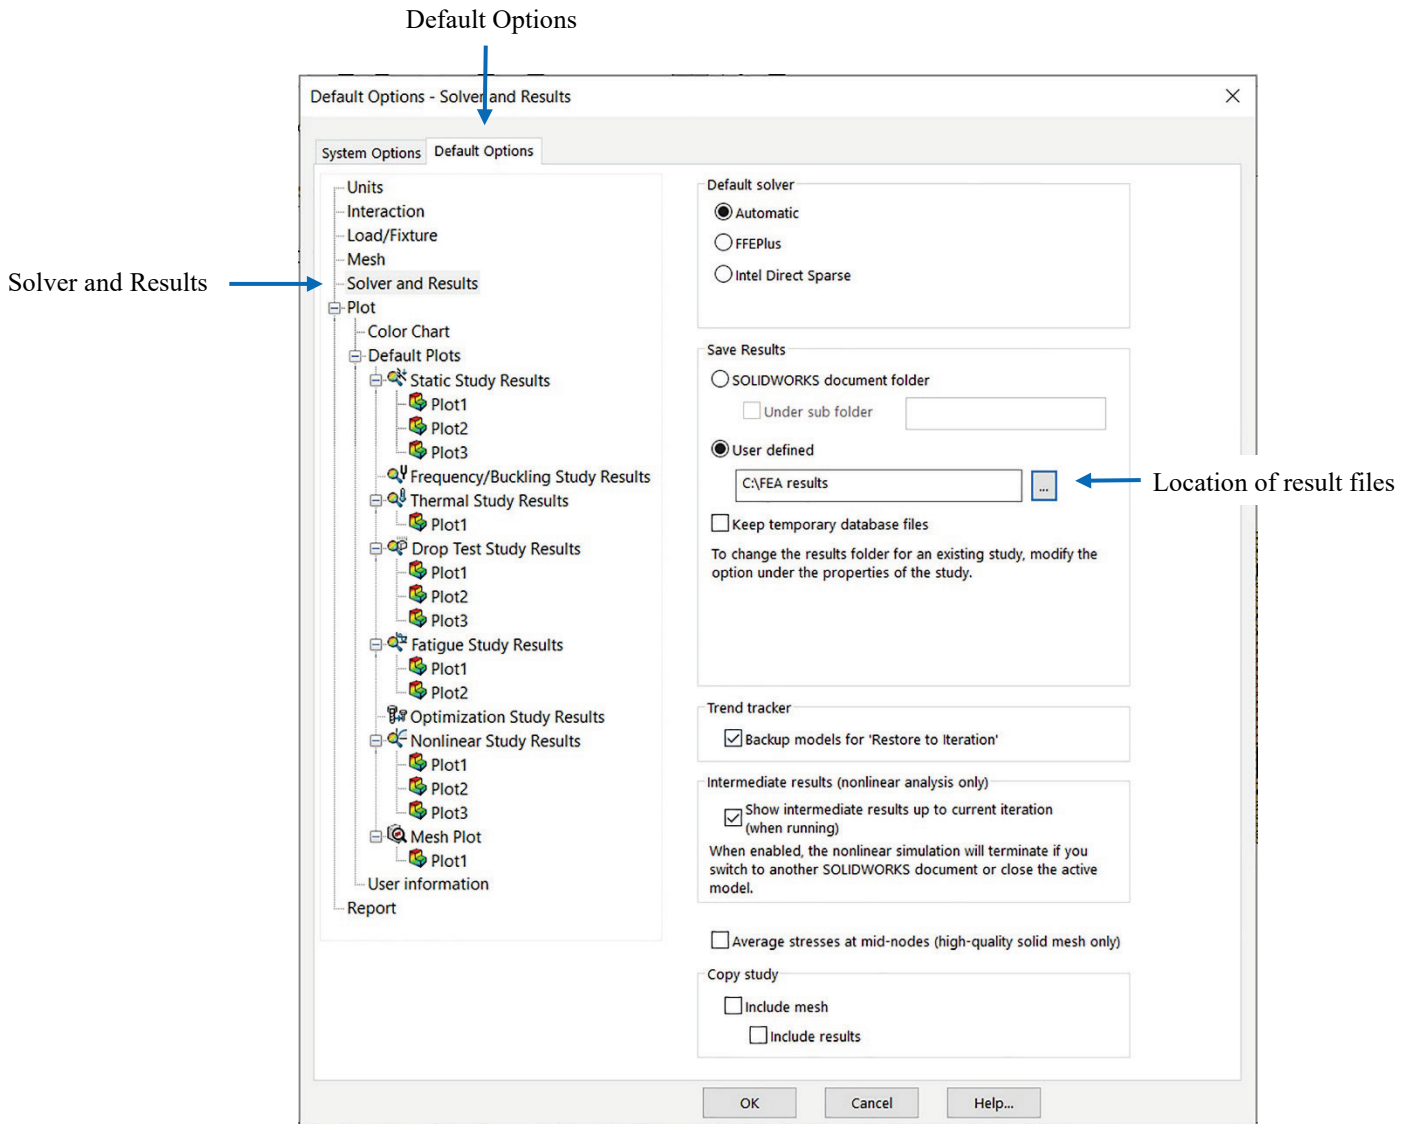 Default Options
Default Options - Solver and Results
System Options
Default Options
Solver and Results
Units
Interaction
Load/Fixture
Mesh
Solver and Results
Plot
Color Chart
Default Plots
Static Study Results
Plot1
Plot2
Plot3
Frequency/Buckling Study Results
Thermal Study Results
Plot1
Drop Test Study Results
Plot1
Plot2
Plot3
Fatigue Study Results
Plot1
Plot2
Optimization Study Results
Nonlinear Study Results
Plot1
Plot2
Plot3
Mesh Plot
Plot1
User information
Report
Default solver
Automatic
FFEPlus
Intel Direct Sparse
Save Results
SOLIDWORKS document folder
Under sub folder
User defined
C:\FEA results
...
Location of result files
Keep temporary database files
To change the results folder for an existing study, modify the
option under the properties of the study.
Trend tracker
Backup models for 'Restore to Iteration'
Intermediate results (nonlinear analysis only)
Show intermediate results up to current iteration
(when running)
When enabled, the nonlinear simulation will terminate if you
switch to another SOLIDWORKS document or close the active
model.
Average stresses at mid-nodes (high-quality solid mesh only)
Copy study
Include mesh
Include results
OK
Cancel
Help...